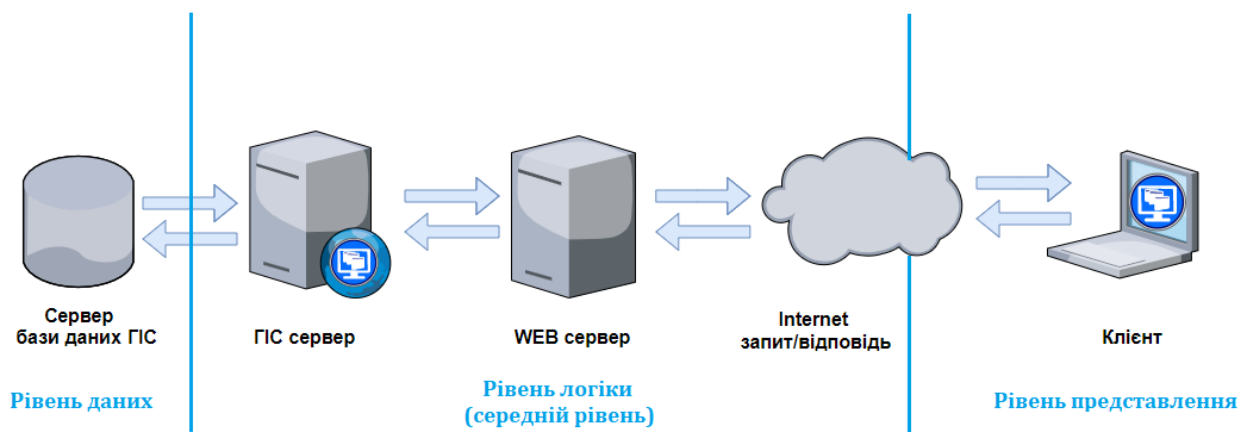 Сервер
бази даних ГІС
ГІС сервер
WEB сервер
Internet
запит/відповідь
Клієнт
Рівень даних
Рівень логіки
(середній рівень)
Рівень представлення